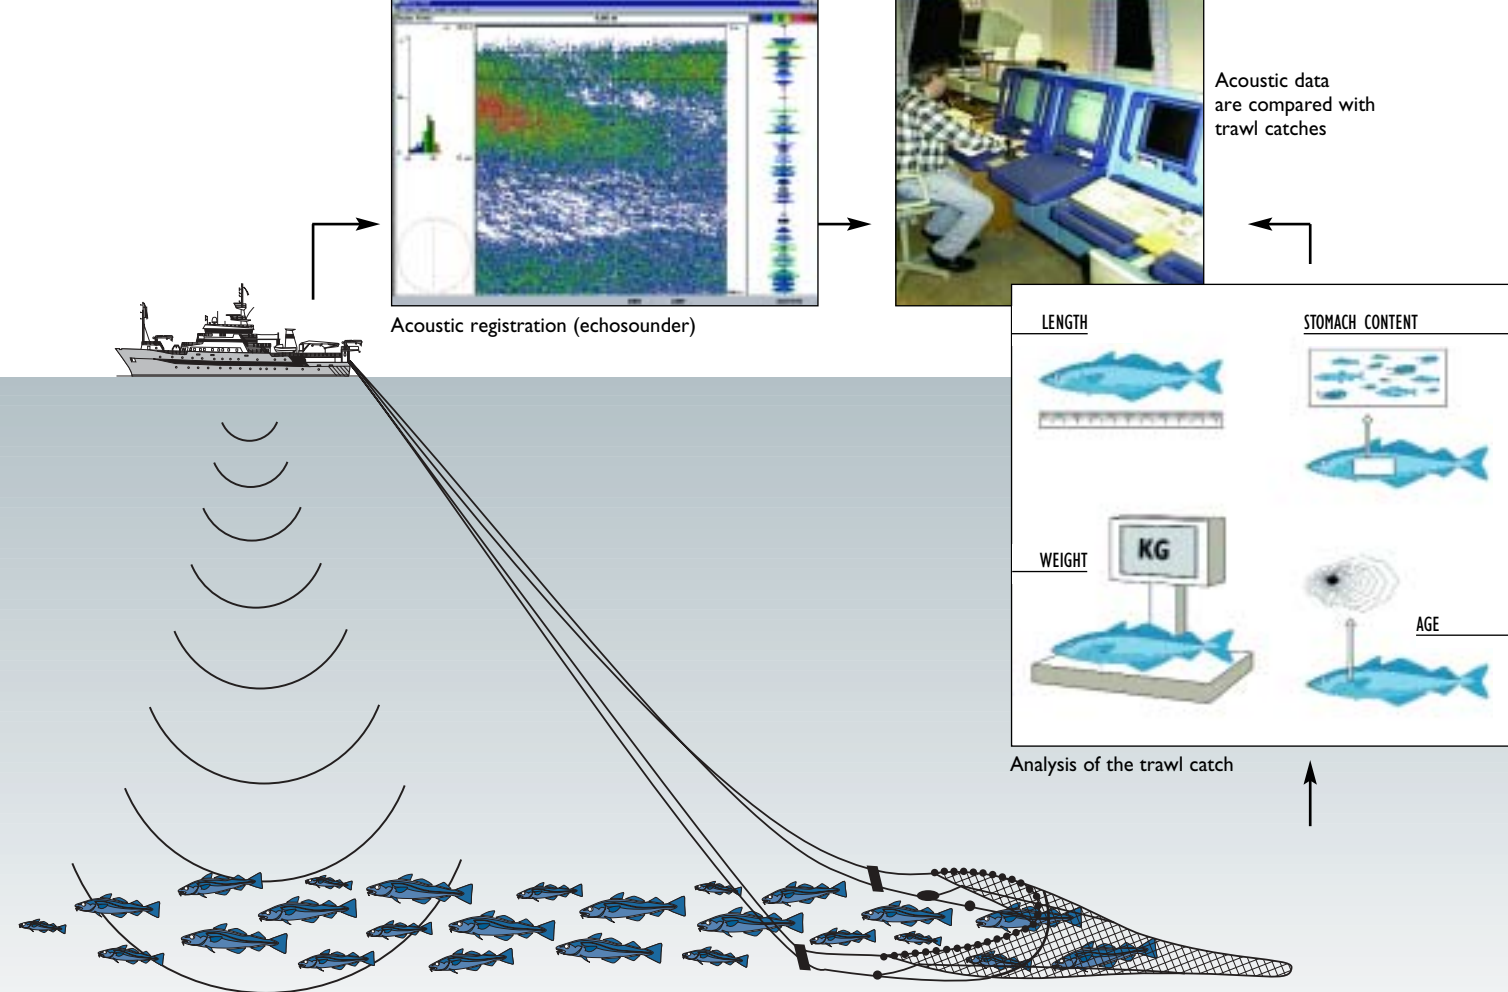 Acoustic data
are compared with
trawl catches
Acoustic registration (echosounder)
LENGTH
STOMACH CONTENT
WEIGHT
KG
AGE
Analysis of the trawl catch